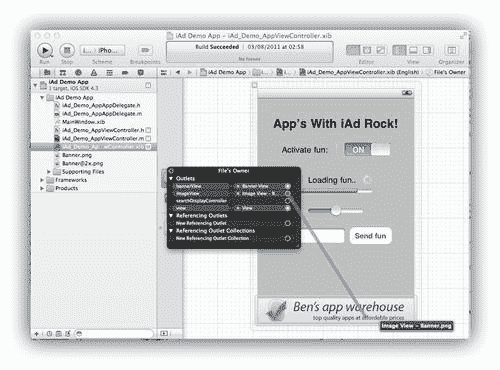 iAd Demo App – iAd_Demo_AppViewController.xib
Run
Stop
iPho...
Scheme
Breakpoints
Build Succeeded | 03/08/2011 at 02:58
No Issues
Editor
View
Organizer
iAd Demo App
1 target, iOS SDK 4.3
iAd Demo App
iAd_Demo_AppViewController.xib (English)
File's Owner
iAd Demo App
iAd_Demo_AppAppDelegate.h
iAd_Demo_AppAppDelegate.m
MainWindow.xib
iAd_Demo_AppViewController.h
iAd_Demo_AppViewController.m
iAd_Demo_Ap...wController.xib
Banner.png
Banner@2x.png
Supporting Files
Frameworks
Products
File's Owner
Outlets
bannerView
Banner View
imageView
Image View - B...
searchDisplayController
view
View
Referencing Outlets
New Referencing Outlet
Referencing Outlet Collections
New Referencing Outlet Collection
App's With iAd Rock!
Activate fun:
ON
Loading fun..
Send fun
Ben's app warehouse
top quality apps at affordable prices
Image View - Banner.png